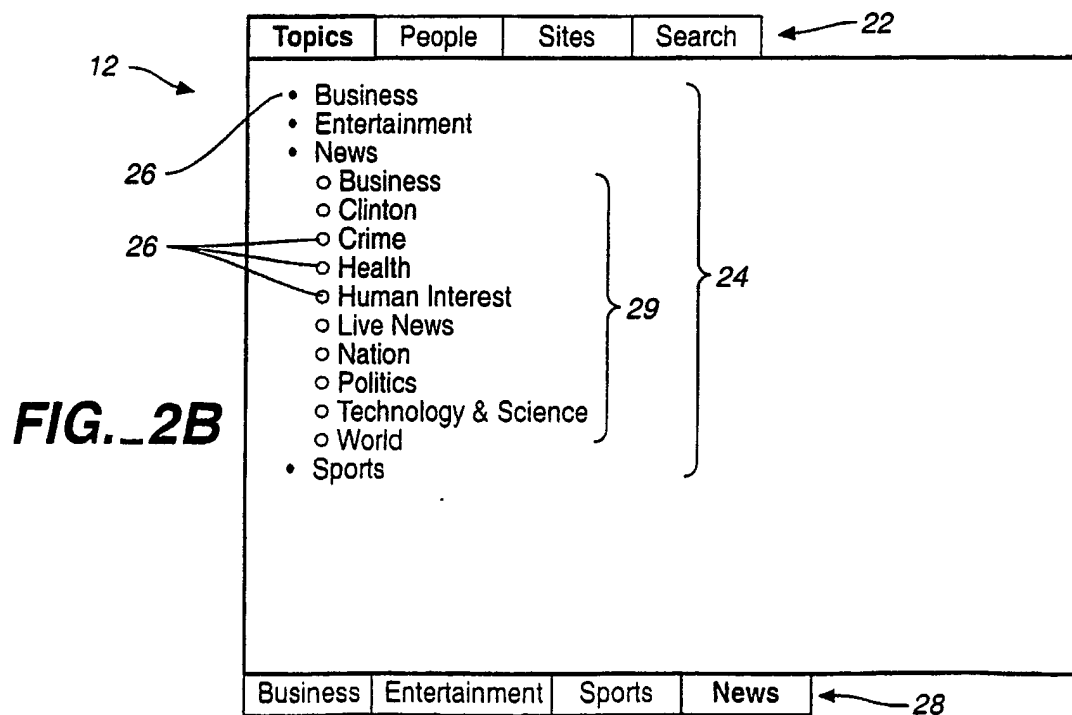 Topics People Sites Search 22
12
• Business
• Entertainment
• News
26
○ Business
○ Clinton
26 ○ Crime
○ Health 24
○ Human Interest 29
○ Live News
○ Nation
○ Politics
FIG._2B ○ Technology & Science
○ World
• Sports
Business Entertainment Sports News 28